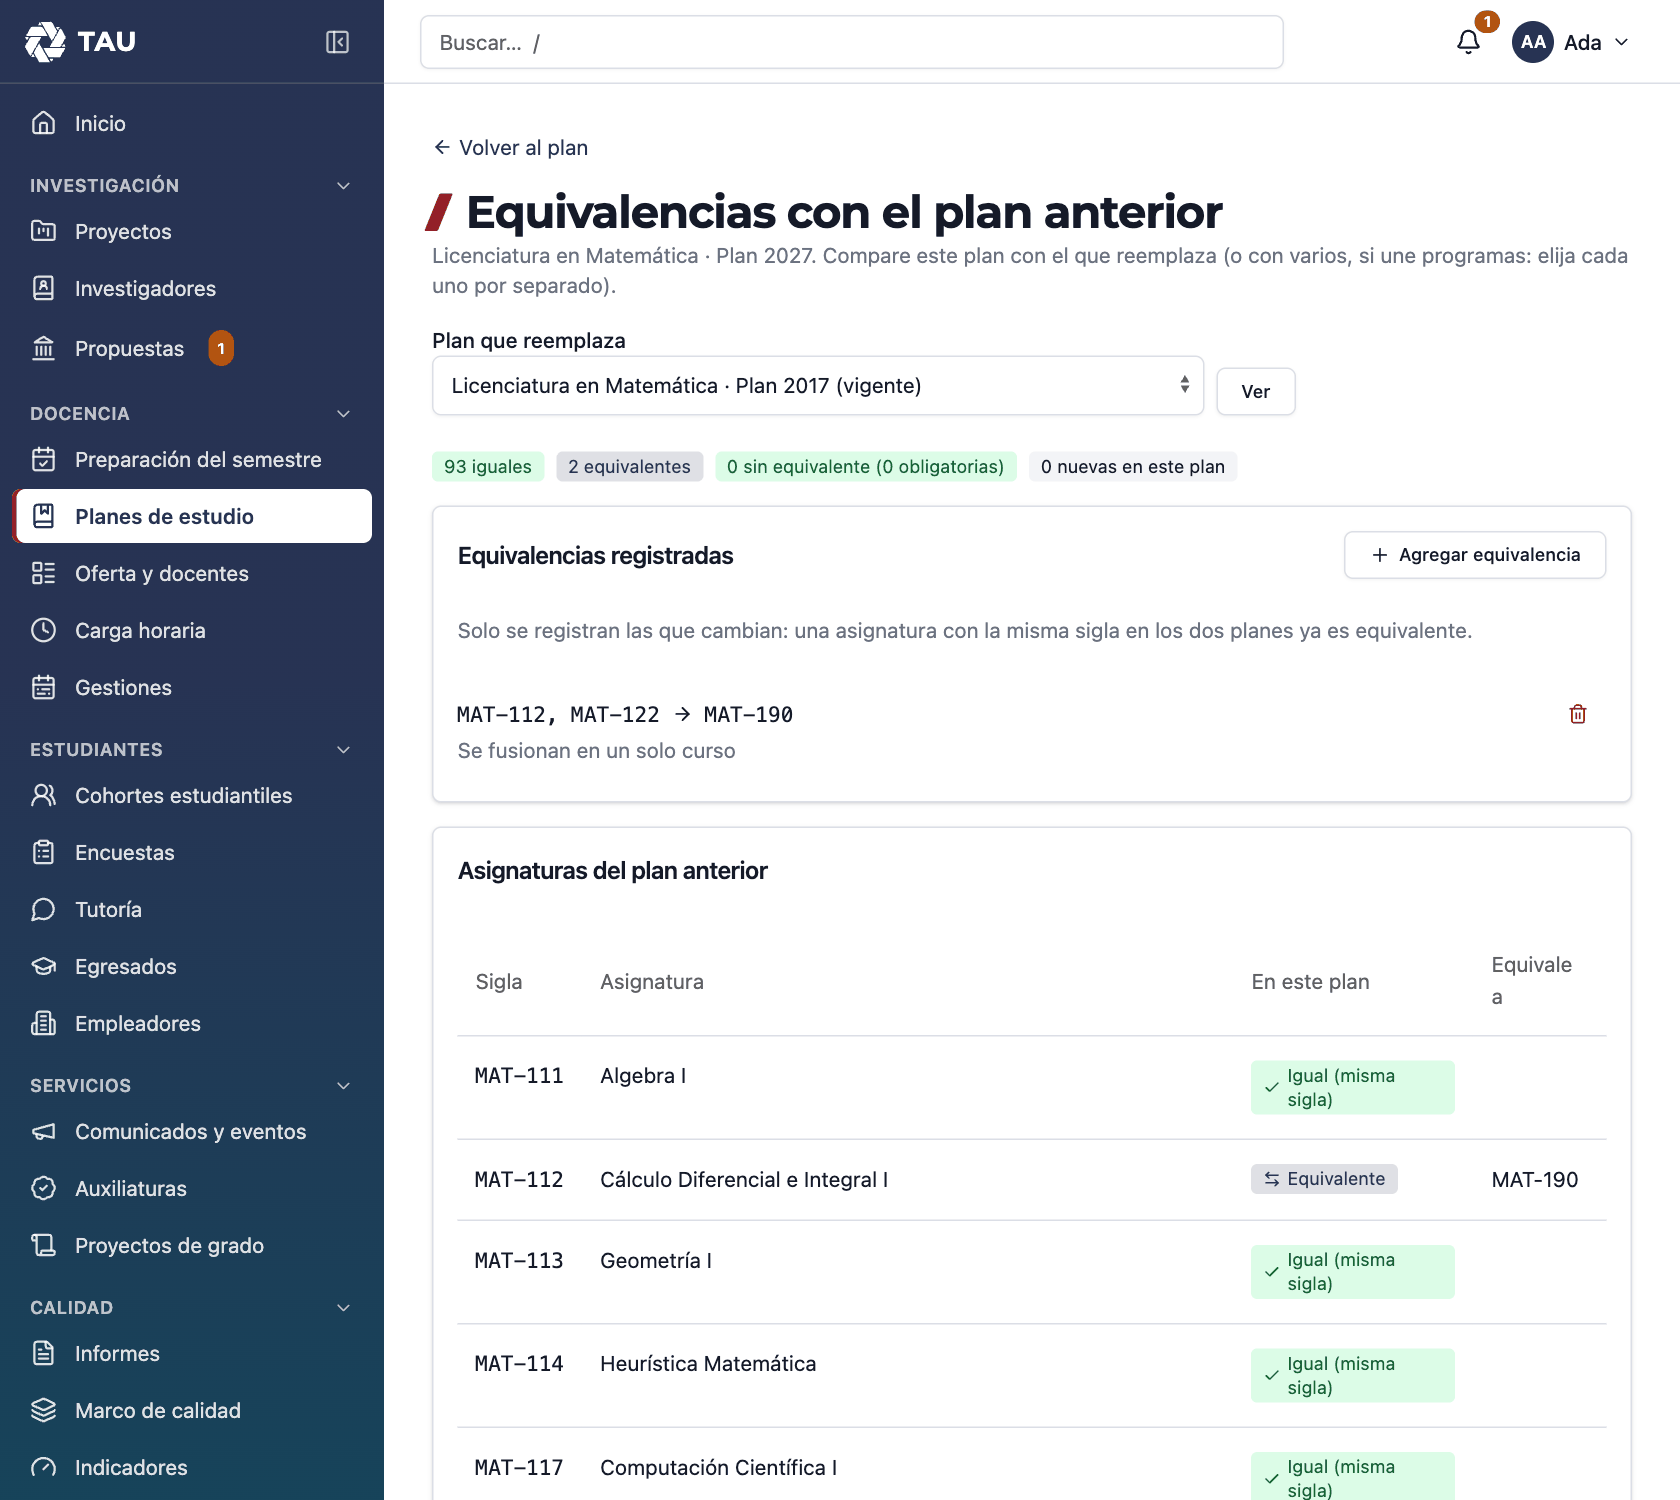 TAU
Buscar... /
1
AA
Ada
Inicio
INVESTIGACIÓN
Proyectos
Investigadores
Propuestas 1
DOCENCIA
Preparación del semestre
Planes de estudio
Oferta y docentes
Carga horaria
Gestiones
ESTUDIANTES
Cohortes estudiantiles
Encuestas
Tutoría
Egresados
Empleadores
SERVICIOS
Comunicados y eventos
Auxiliaturas
Proyectos de grado
CALIDAD
Informes
Marco de calidad
Indicadores
← Volver al plan
Equivalencias con el plan anterior
Licenciatura en Matemática · Plan 2027. Compare este plan con el que reemplaza (o con varios, si une programas: elija cada
uno por separado).
Plan que reemplaza
Licenciatura en Matemática · Plan 2017 (vigente)
Ver
93 iguales
2 equivalentes
0 sin equivalente (0 obligatorias)
0 nuevas en este plan
Equivalencias registradas
+ Agregar equivalencia
Solo se registran las que cambian: una asignatura con la misma sigla en los dos planes ya es equivalente.
MAT-112, MAT-122 → MAT-190
Se fusionan en un solo curso
Asignaturas del plan anterior
Sigla
Asignatura
En este plan
Equivale
a
MAT-111
Algebra I
Igual (misma
sigla)
MAT-112
Cálculo Diferencial e Integral I
Equivalente
MAT-190
MAT-113
Geometría I
Igual (misma
sigla)
MAT-114
Heurística Matemática
Igual (misma
sigla)
MAT-117
Computación Científica I
Igual (misma
sigla)